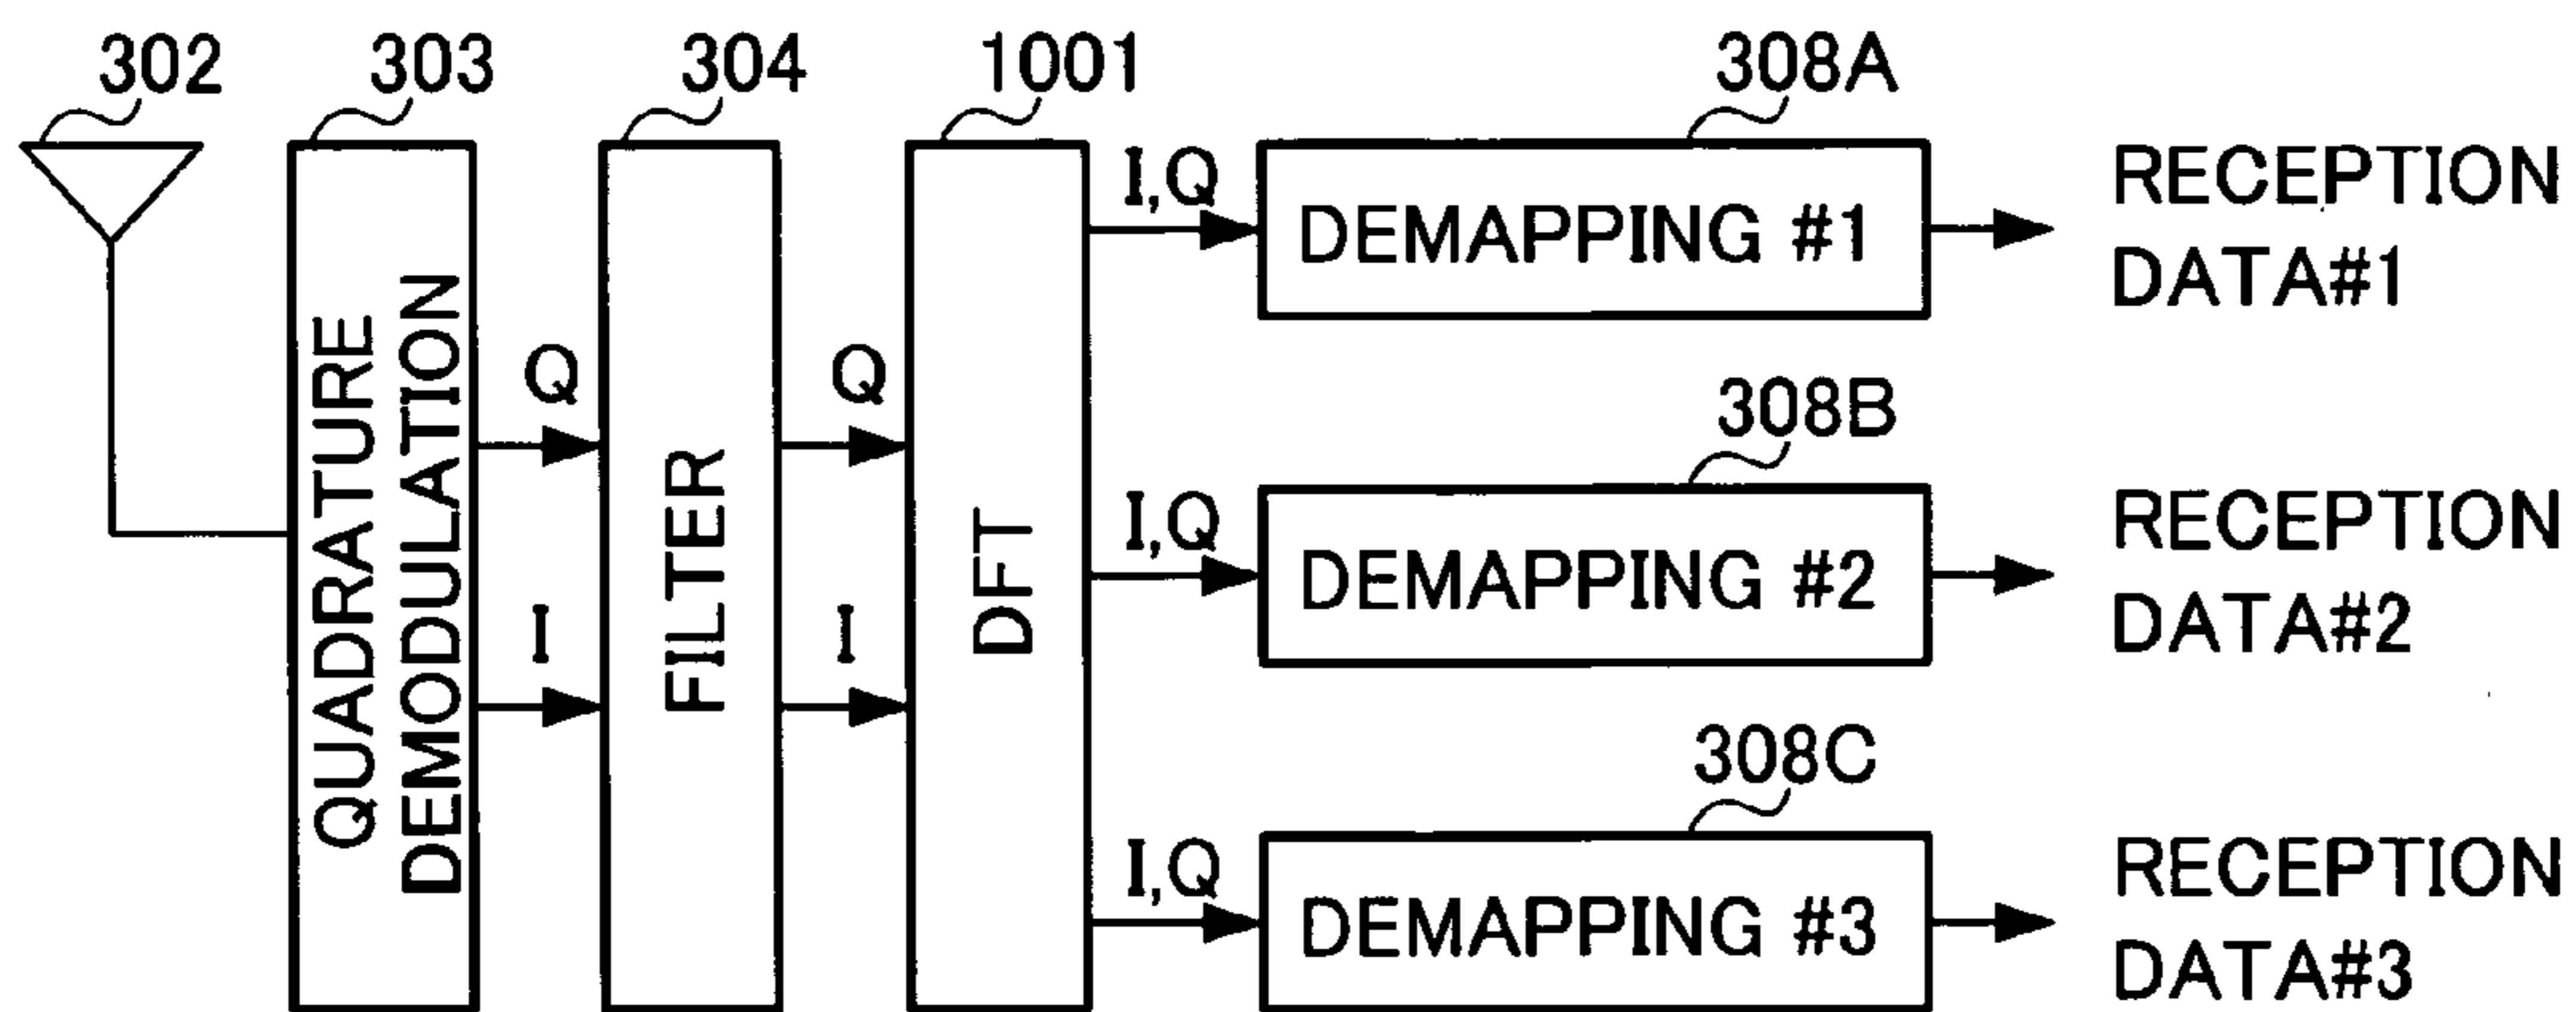 302
303
304
1001
308A
QUADRATURE
DEMODULATION
Q
I
FILTER
Q
I
DFT
I,Q
DEMAPPING #1
RECEPTION
DATA#1
308B
I,Q
DEMAPPING #2
RECEPTION
DATA#2
308C
I,Q
DEMAPPING #3
RECEPTION
DATA#3